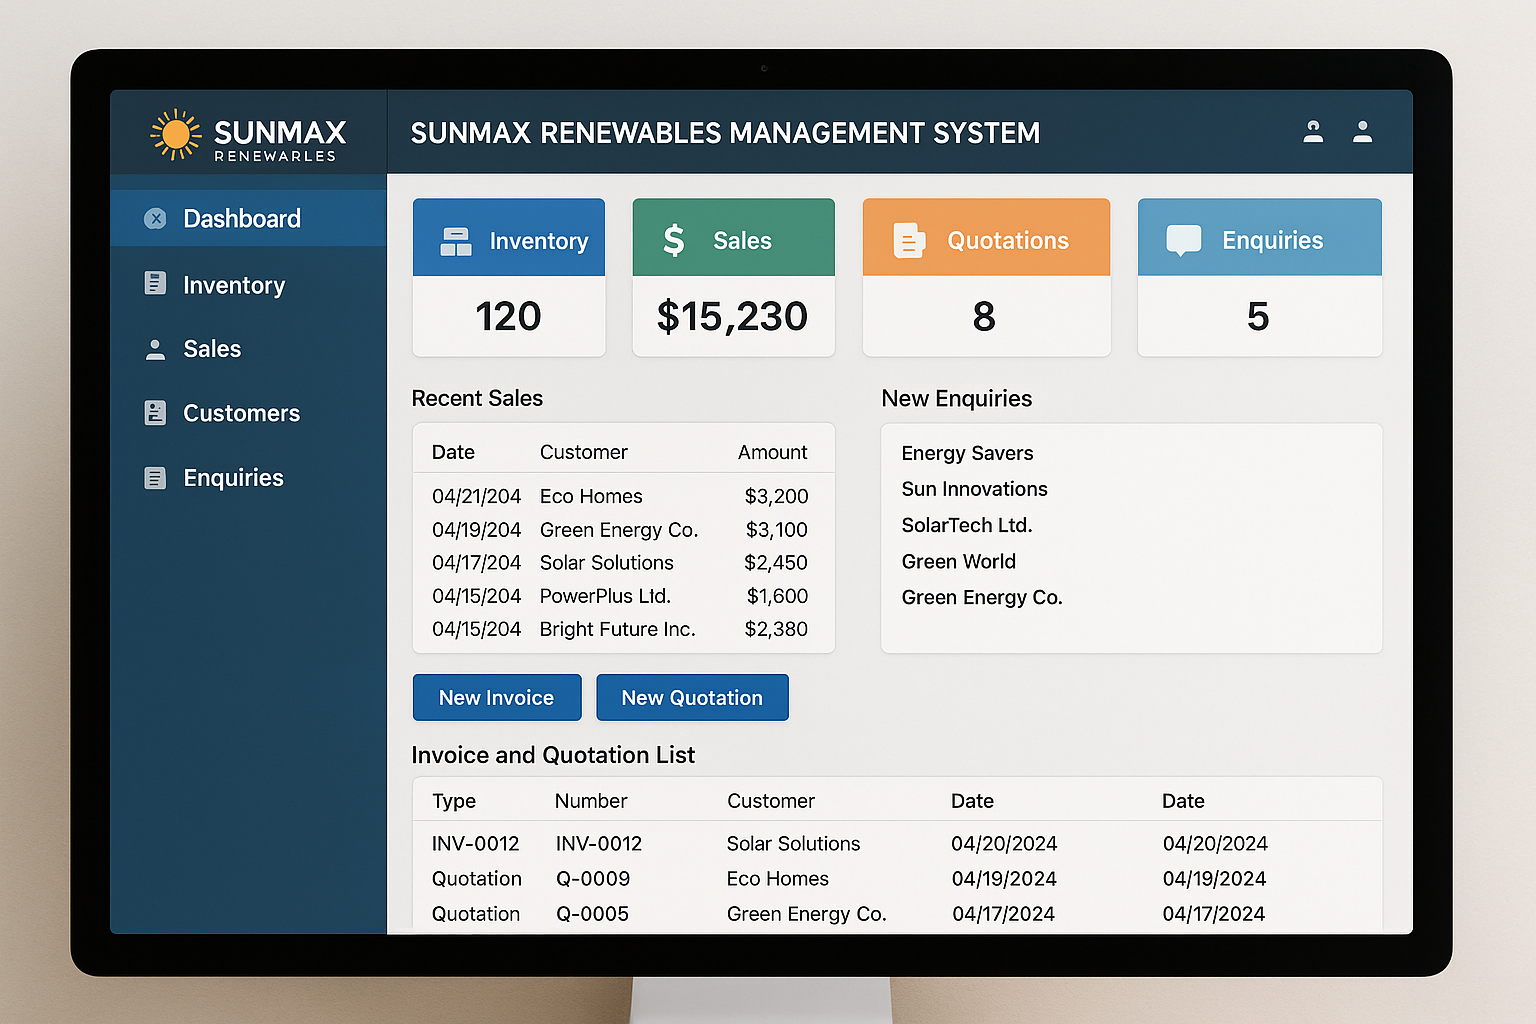 SUNMAX
RENEWARLES
SUNMAX RENEWABLES MANAGEMENT SYSTEM
Dashboard
Inventory
Sales
Customers
Enquiries
Inventory
120
$ Sales
$15,230
Quotations
8
Enquiries
5
Recent Sales
Date Customer Amount
04/21/204 Eco Homes $3,200
04/19/204 Green Energy Co. $3,100
04/17/204 Solar Solutions $2,450
04/15/204 PowerPlus Ltd. $1,600
04/15/204 Bright Future Inc. $2,380
New Enquiries
Energy Savers
Sun Innovations
SolarTech Ltd.
Green World
Green Energy Co.
New Invoice
New Quotation
Invoice and Quotation List
Type Number Customer Date Date
INV-0012 INV-0012 Solar Solutions 04/20/2024 04/20/2024
Quotation Q-0009 Eco Homes 04/19/2024 04/19/2024
Quotation Q-0005 Green Energy Co. 04/17/2024 04/17/2024